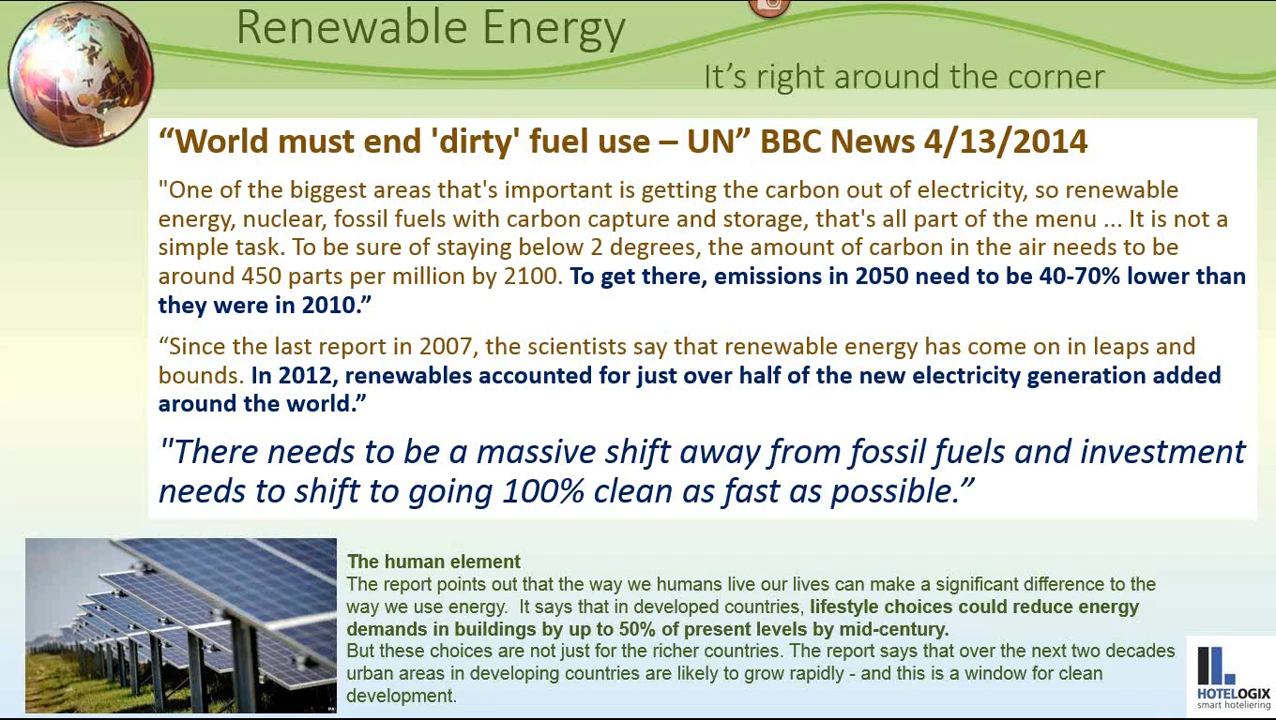 Renewable Energy
It's right around the corner
“World must end 'dirty' fuel use – UN” BBC News 4/13/2014
"One of the biggest areas that's important is getting the carbon out of electricity, so renewable
energy, nuclear, fossil fuels with carbon capture and storage, that's all part of the menu ... It is not a
simple task. To be sure of staying below 2 degrees, the amount of carbon in the air needs to be
around 450 parts per million by 2100. To get there, emissions in 2050 need to be 40-70% lower than
they were in 2010.”
“Since the last report in 2007, the scientists say that renewable energy has come on in leaps and
bounds. In 2012, renewables accounted for just over half of the new electricity generation added
around the world.”
"There needs to be a massive shift away from fossil fuels and investment
needs to shift to going 100% clean as fast as possible.”
The human element
The report points out that the way we humans live our lives can make a significant difference to the
way we use energy. It says that in developed countries, lifestyle choices could reduce energy
demands in buildings by up to 50% of present levels by mid-century.
But these choices are not just for the richer countries. The report says that over the next two decades
urban areas in developing countries are likely to grow rapidly - and this is a window for clean
development.
PA
HOTELOGIX
smart hoteliering